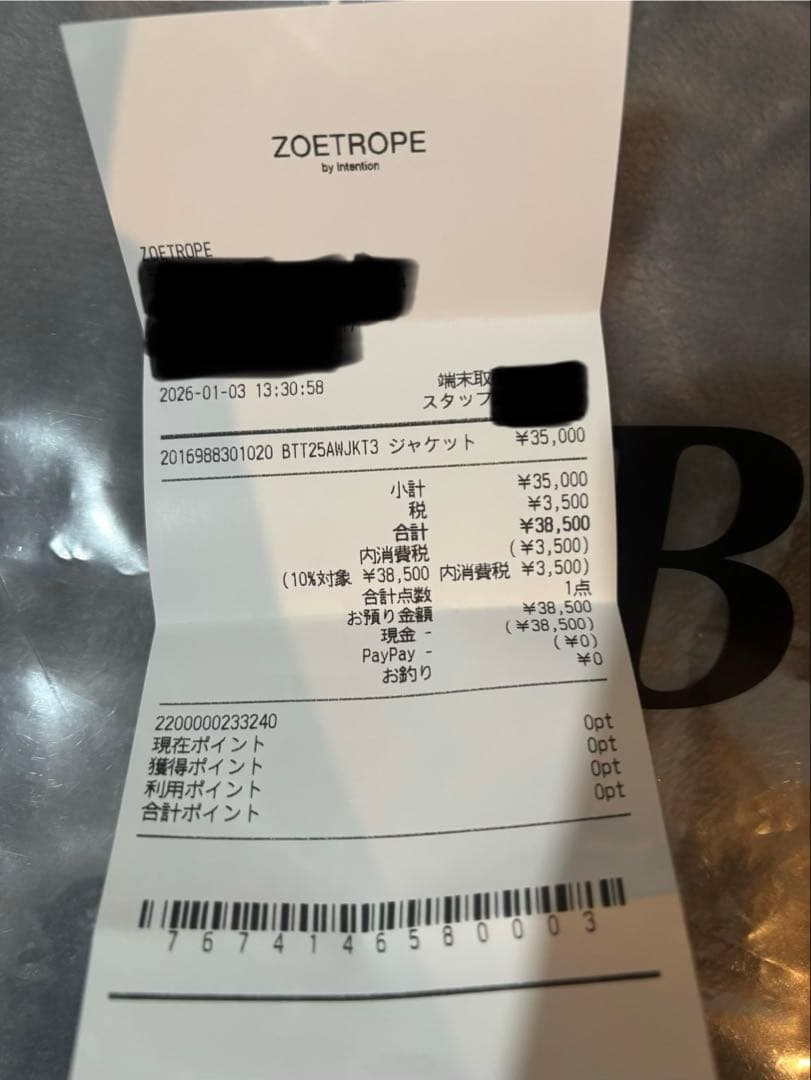 ZOETROPE
by Intention
ZOETROPE
2026-01-03 13:30:58
端末取
スタッフ
2016988301020 BTT25AWJKT3 ジャケット ¥35,000
小計 ¥35,000
税 ¥3,500
合計 ¥38,500
内消費税 (¥3,500)
(10%対象 ¥38,500 内消費税 ¥3,500)
合計点数 1点
お預り金額 ¥38,500
現金 - (¥38,500)
PayPay - (¥0)
お釣り ¥0
2200000233240
現在ポイント 0pt
獲得ポイント 0pt
利用ポイント 0pt
合計ポイント 0pt
7674146580003
B